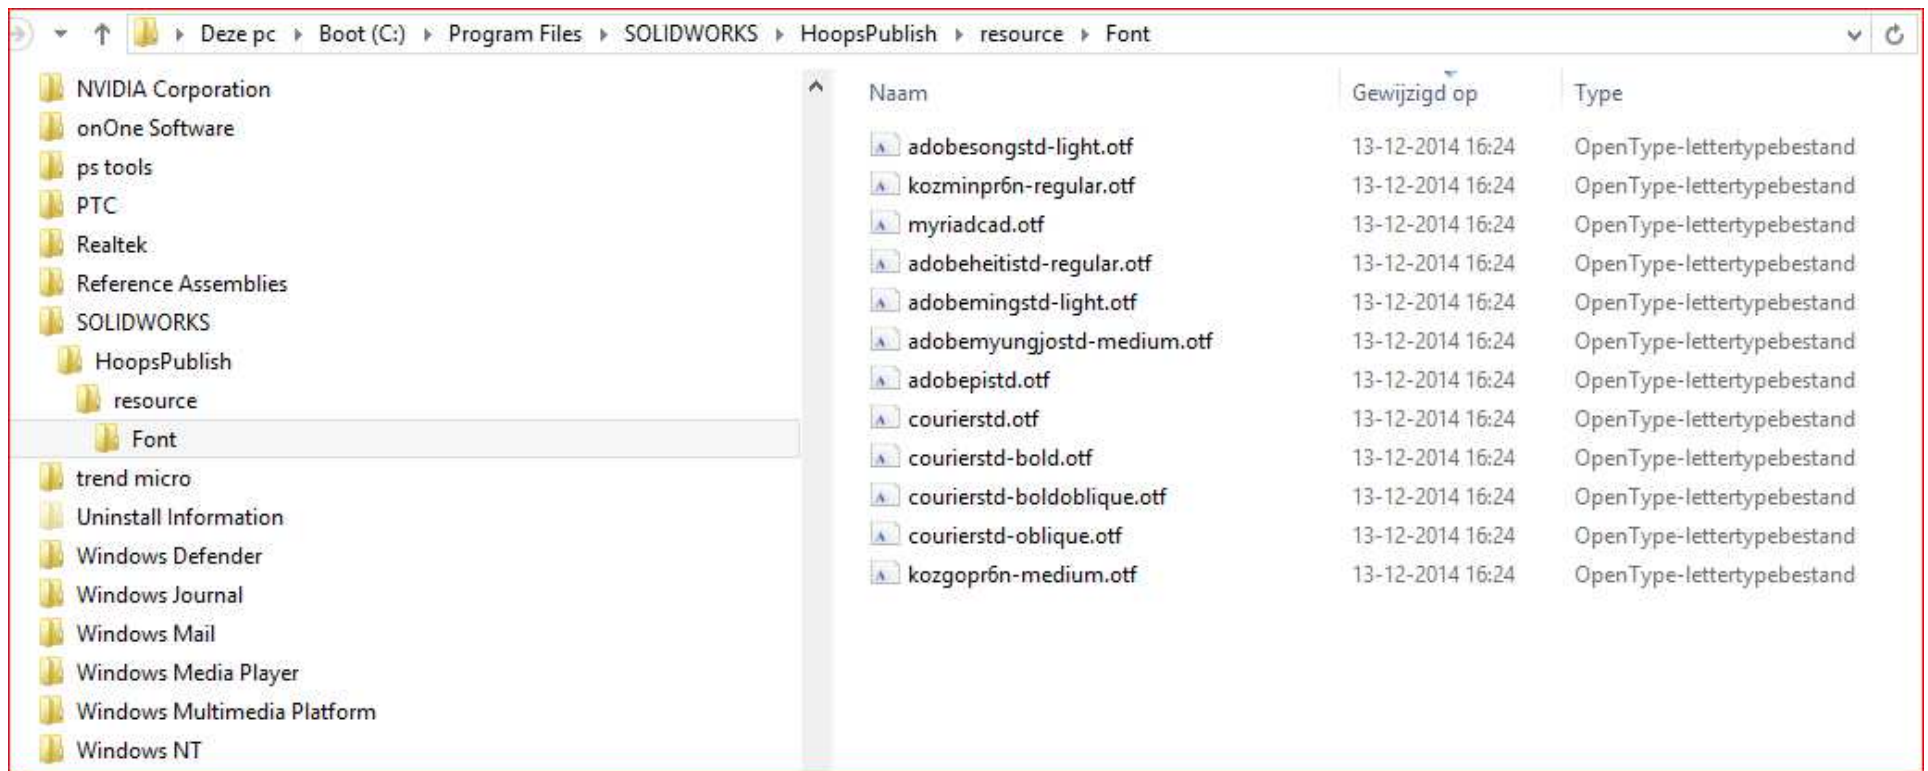 Deze pc Boot (C:) Program Files SOLIDWORKS HoopsPublish resource Font
NVIDIA Corporation
onOne Software
ps tools
PTC
Realtek
Reference Assemblies
SOLIDWORKS
HoopsPublish
resource
Font
trend micro
Uninstall Information
Windows Defender
Windows Journal
Windows Mail
Windows Media Player
Windows Multimedia Platform
Windows NT
Naam Gewijzigd op Type
adobesongstd-light.otf 13-12-2014 16:24 OpenType-lettertypebestand
kozminpr6n-regular.otf 13-12-2014 16:24 OpenType-lettertypebestand
myriadcad.otf 13-12-2014 16:24 OpenType-lettertypebestand
adobeheitistd-regular.otf 13-12-2014 16:24 OpenType-lettertypebestand
adobemingstd-light.otf 13-12-2014 16:24 OpenType-lettertypebestand
adobemyungjostd-medium.otf 13-12-2014 16:24 OpenType-lettertypebestand
adobepistd.otf 13-12-2014 16:24 OpenType-lettertypebestand
courierstd.otf 13-12-2014 16:24 OpenType-lettertypebestand
courierstd-bold.otf 13-12-2014 16:24 OpenType-lettertypebestand
courierstd-boldoblique.otf 13-12-2014 16:24 OpenType-lettertypebestand
courierstd-oblique.otf 13-12-2014 16:24 OpenType-lettertypebestand
kozgopr6n-medium.otf 13-12-2014 16:24 OpenType-lettertypebestand